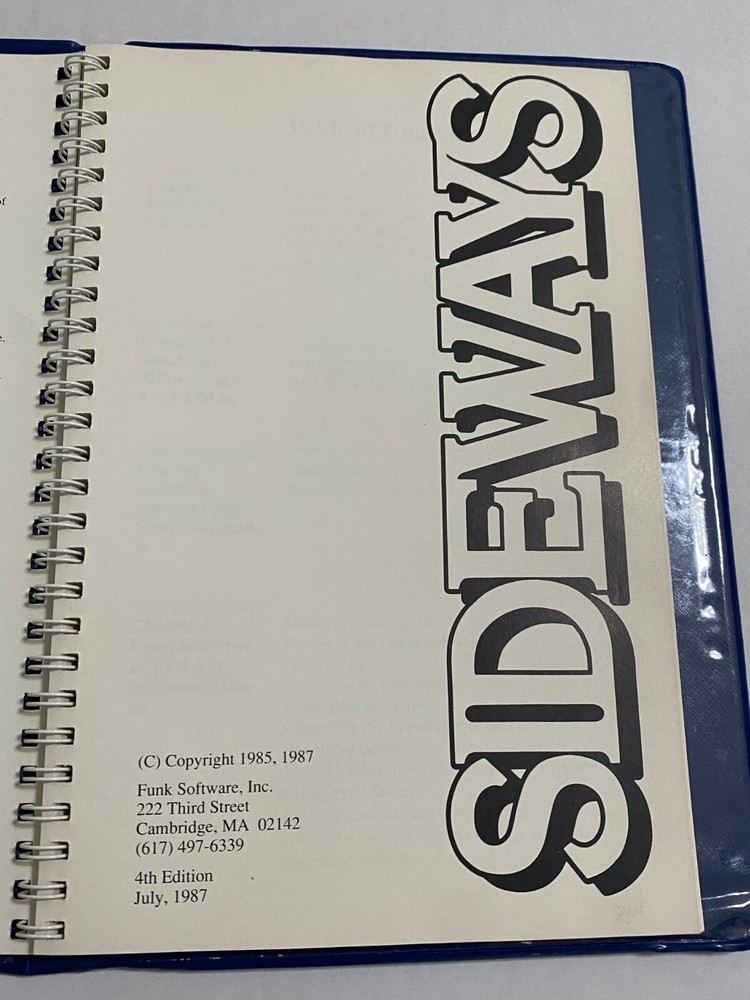 SIDEWAYS
(C) Copyright 1985, 1987
Funk Software, Inc.
222 Third Street
Cambridge, MA 02142
(617) 497-6339
4th Edition
July, 1987